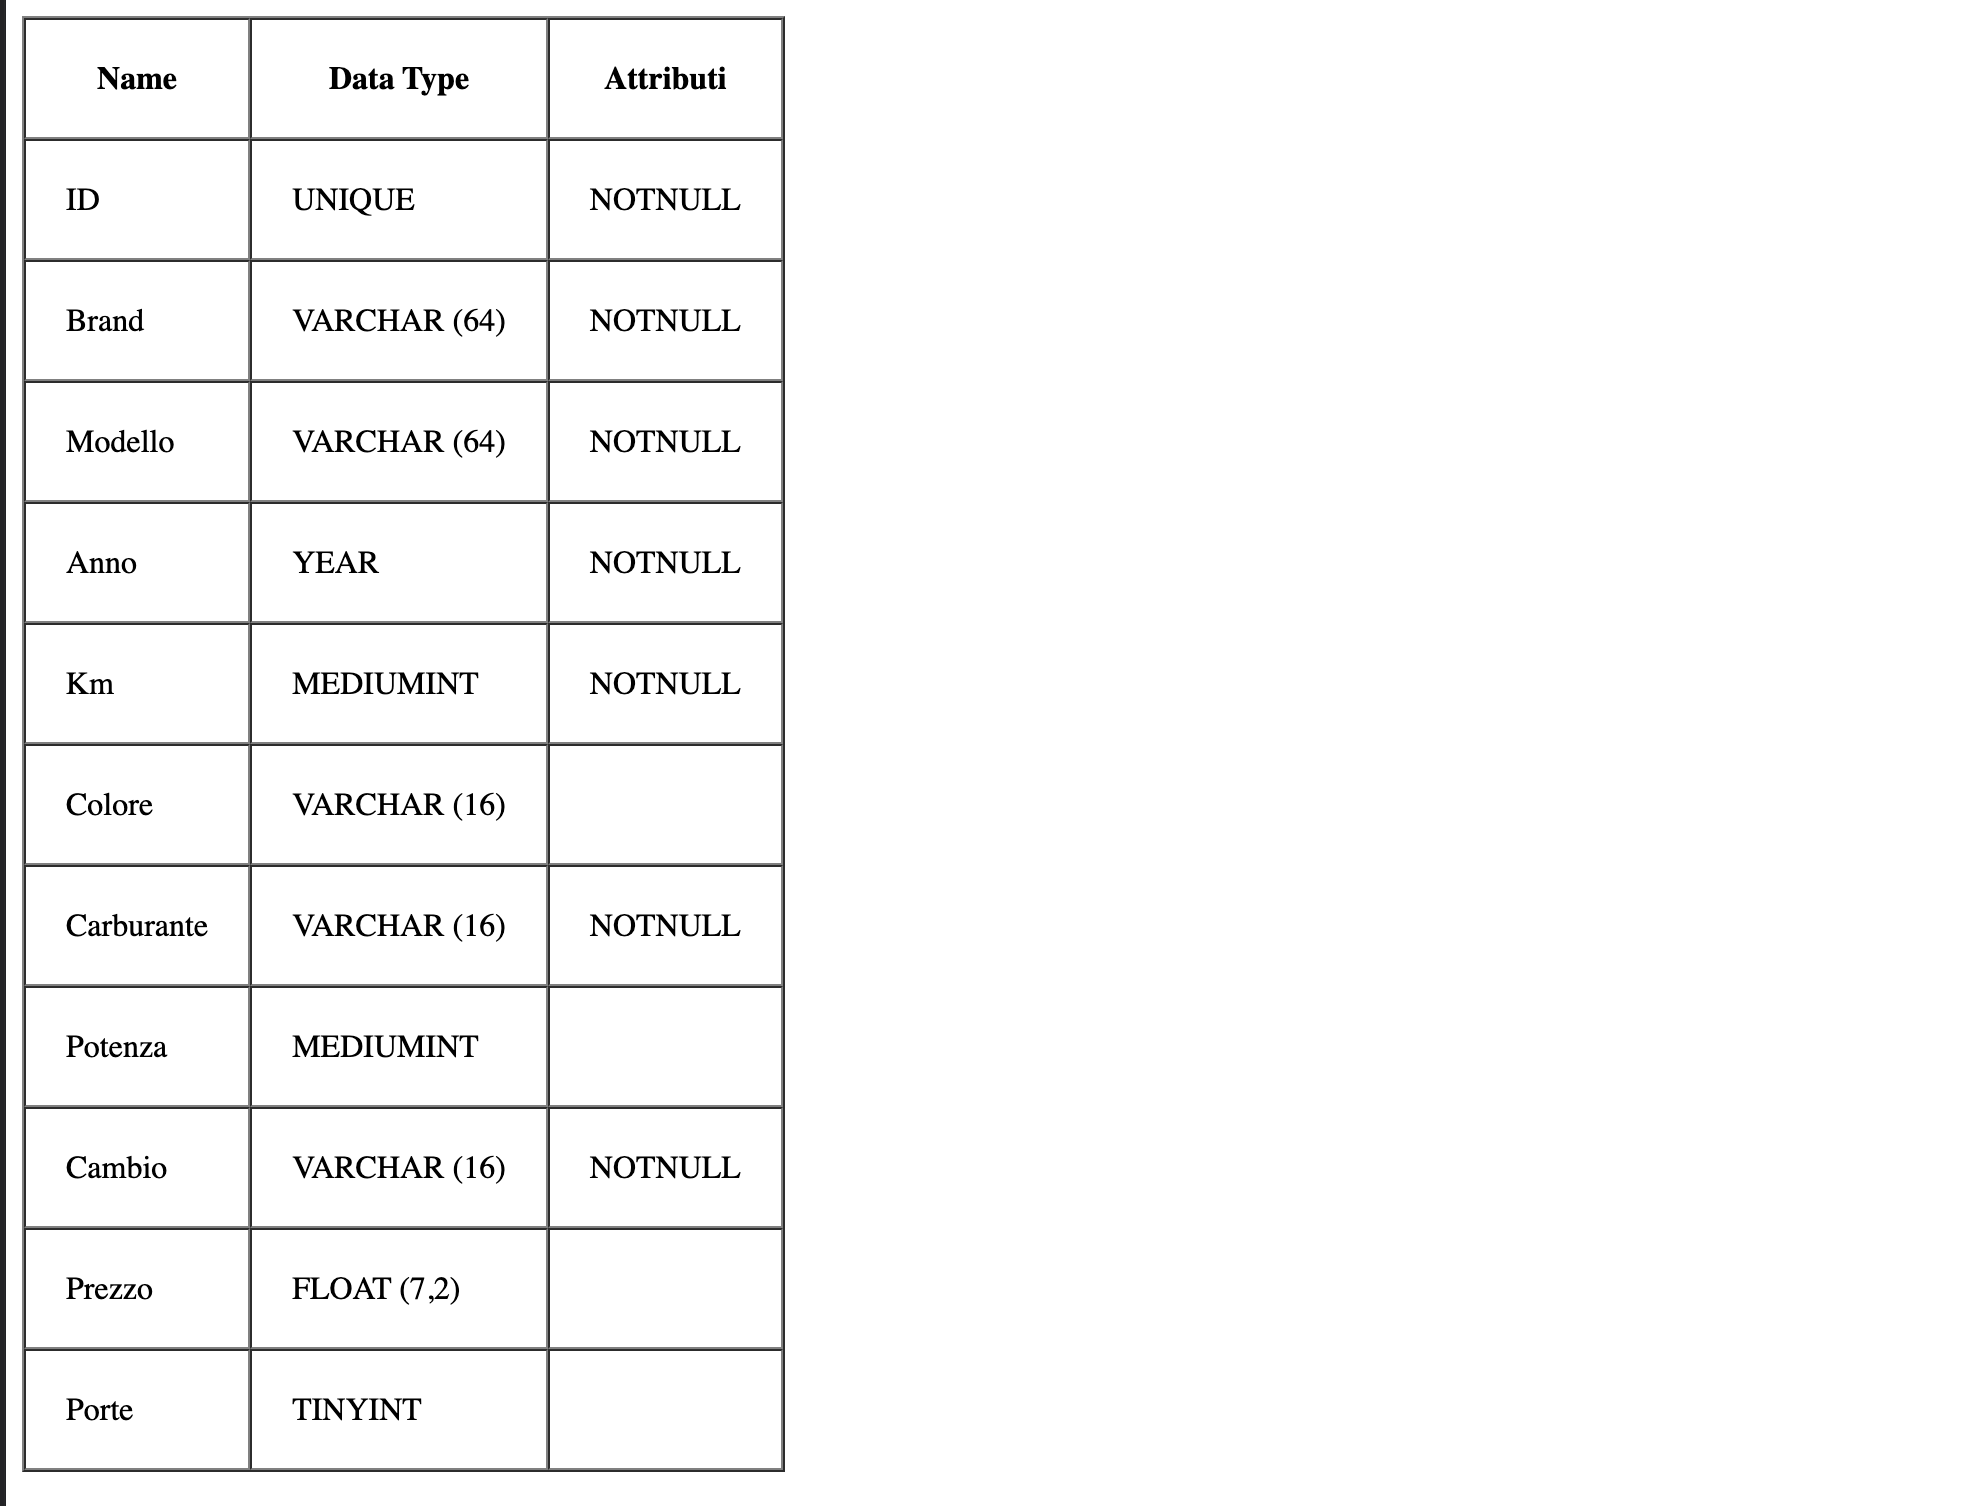 Name Data Type Attributi
ID UNIQUE NOTNULL
Brand VARCHAR (64) NOTNULL
Modello VARCHAR (64) NOTNULL
Anno YEAR NOTNULL
Km MEDIUMINT NOTNULL
Colore VARCHAR (16)
Carburante VARCHAR (16) NOTNULL
Potenza MEDIUMINT
Cambio VARCHAR (16) NOTNULL
Prezzo FLOAT (7,2)
Porte TINYINT